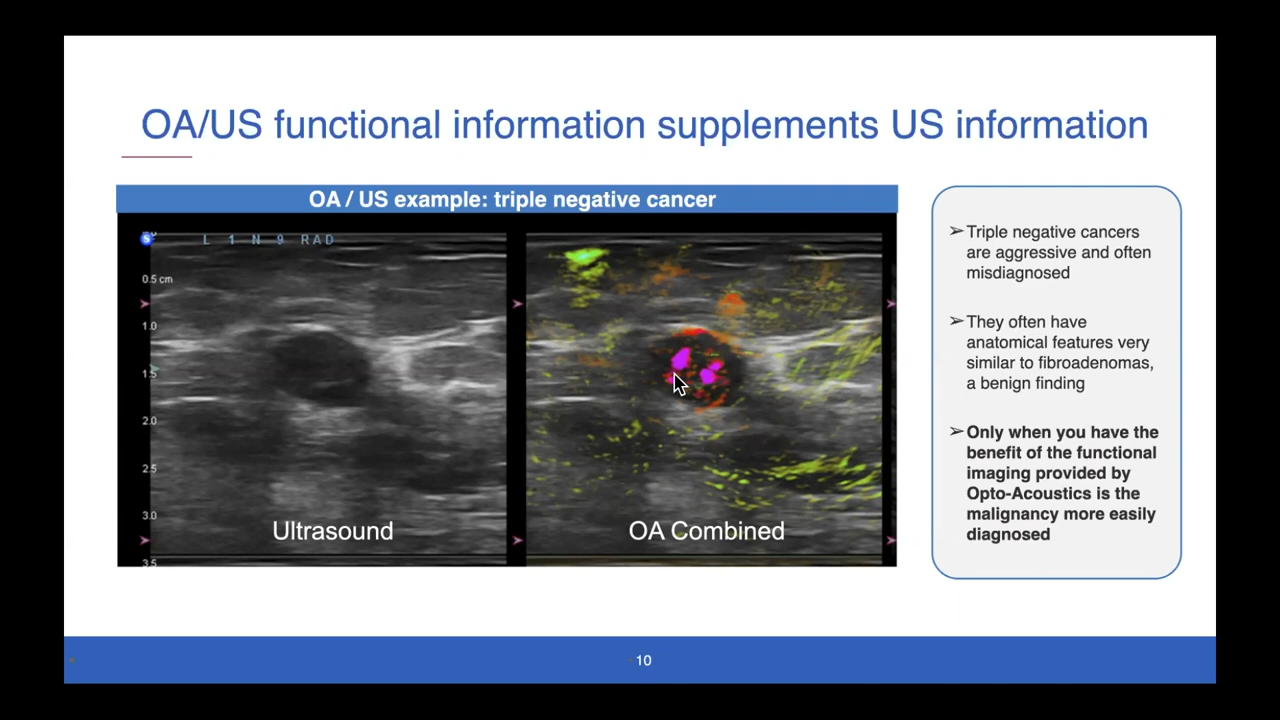 OA/US functional information supplements US information
OA / US example: triple negative cancer
S
L 1 N 9 RAD
0.5 cm
1.0
1.5
2.0
2.5
3.0
3.5
Ultrasound
OA Combined
➢Triple negative cancers
are aggressive and often
misdiagnosed
➢They often have
anatomical features very
similar to fibroadenomas,
a benign finding
➢Only when you have the
benefit of the functional
imaging provided by
Opto-Acoustics is the
malignancy more easily
diagnosed
10